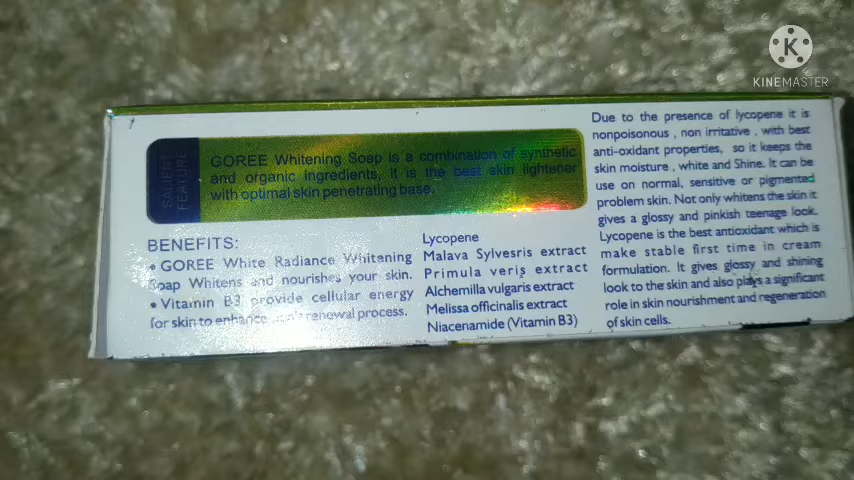 KINEMASTER
SALIENT
FEATURE
GOREE Whitening Soap is a combination of synthetic
and organic ingredients, it is the best skin lightener
with optimal skin penetrating base.
BENEFITS:
• GOREE White Radiance Whitening
Soap Whitens and nourishes your skin.
• Vitamin B3 provide cellular energy
for skin to enhance renewal process.
Lycopene
Malava Sylvesris extract
Primula veris extract
Alchemilla vulgaris extract
Melissa officinalis extract
Niacenamide (Vitamin B3)
Due to the presence of lycopene it is
nonpoisonous , non irritative , with best
anti-oxidant properties, so it keeps the
skin moisture , white and Shine. It can be
use on normal, sensitive or pigmented
problem skin. Not only whitens the skin it
gives a glossy and pinkish teenage look.
Lycopene is the best antioxidant which is
make stable first time in cream
formulation. It gives glossy and shining
look to the skin and also plays a significant
role in skin nourishment and regeneration
of skin cells.